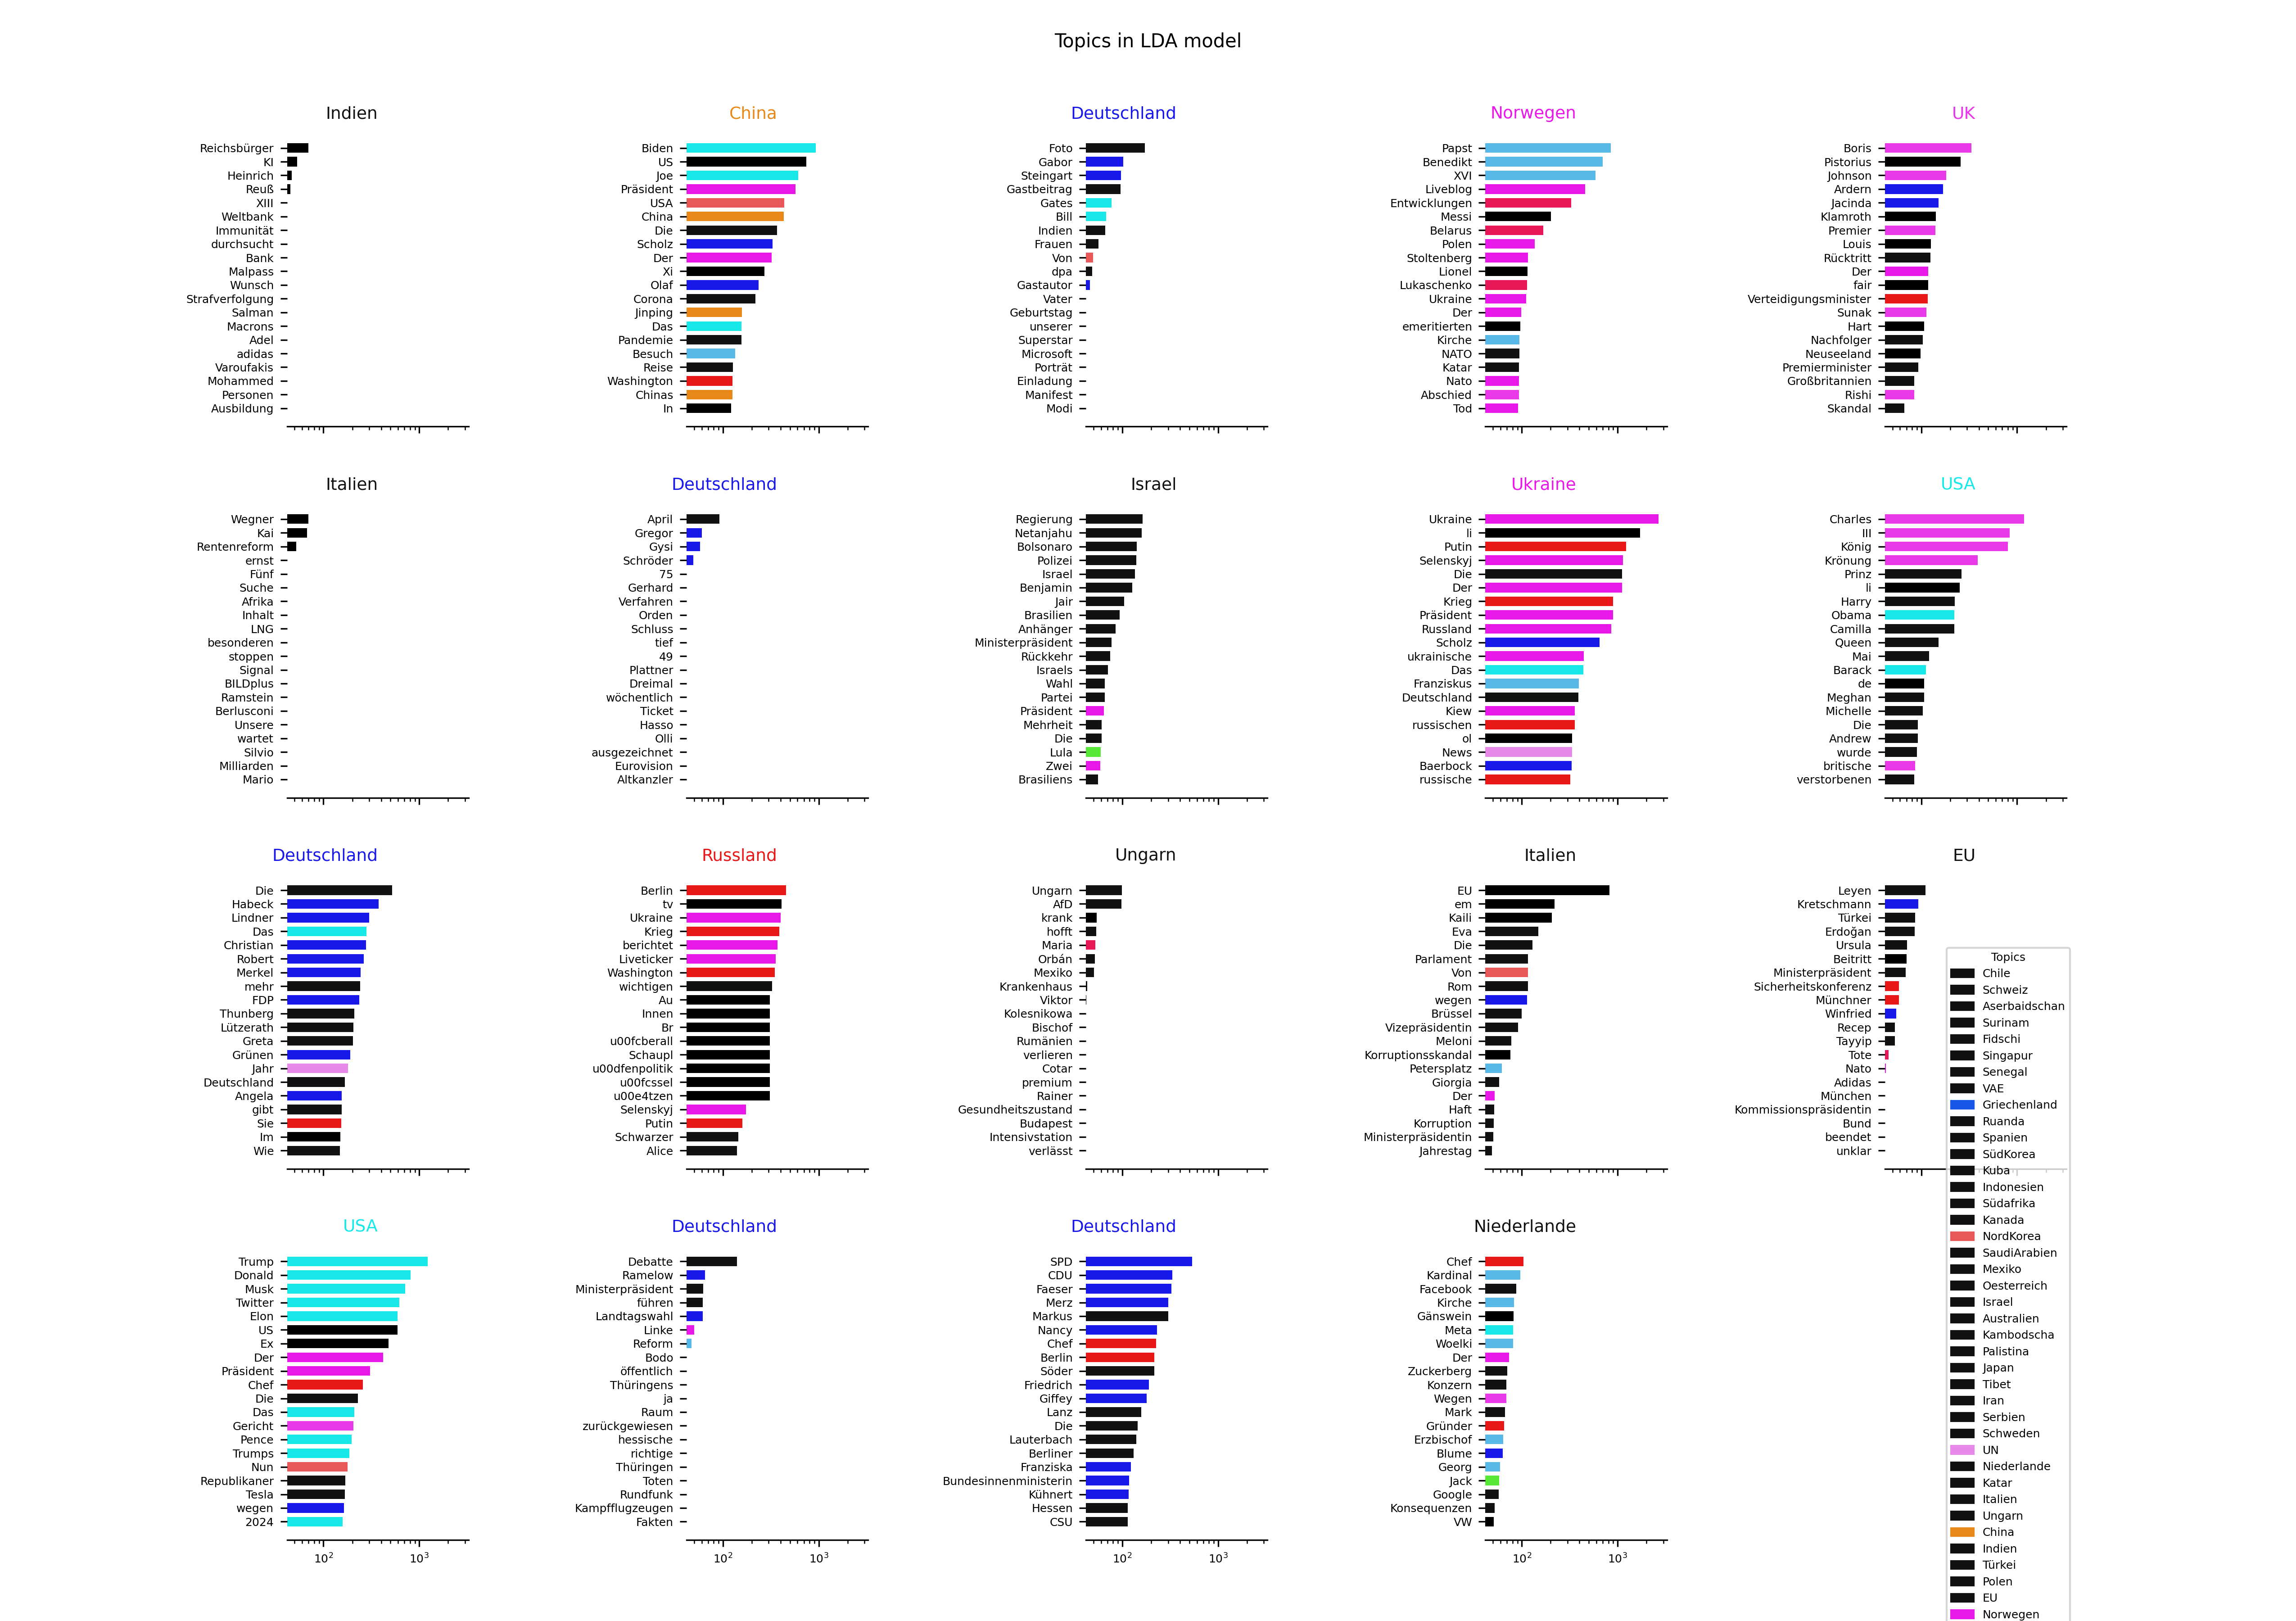 Topics in LDA model
Indien
Reichsbürger
KI
Heinrich
Reuß
XIII
Weltbank
Immunität
durchsucht
Bank
Malpass
Wunsch
Strafverfolgung
Salman
Macrons
Adel
adidas
Varoufakis
Mohammed
Personen
Ausbildung
China
Biden
US
Joe
Präsident
USA
China
Die
Scholz
Der
Xi
Olaf
Corona
Jinping
Das
Pandemie
Besuch
Reise
Washington
Chinas
In
Deutschland
Foto
Gabor
Steingart
Gastbeitrag
Gates
Bill
Indien
Frauen
Von
dpa
Gastautor
Vater
Geburtstag
unserer
Superstar
Microsoft
Porträt
Einladung
Manifest
Modi
Norwegen
Papst
Benedikt
XVI
Liveblog
Entwicklungen
Messi
Belarus
Polen
Stoltenberg
Lionel
Lukaschenko
Ukraine
Der
emeritierten
Kirche
NATO
Katar
Nato
Abschied
Tod
UK
Boris
Pistorius
Johnson
Ardern
Jacinda
Klamroth
Premier
Louis
Rücktritt
Der
fair
Verteidigungsminister
Sunak
Hart
Nachfolger
Neuseeland
Premierminister
Großbritannien
Rishi
Skandal
Italien
Wegner
Kai
Rentenreform
ernst
Fünf
Suche
Afrika
Inhalt
LNG
besonderen
stoppen
Signal
BILDplus
Ramstein
Berlusconi
Unsere
wartet
Silvio
Milliarden
Mario
Deutschland
April
Gregor
Gysi
Schröder
75
Gerhard
Verfahren
Orden
Schluss
tief
49
Plattner
Dreimal
wöchentlich
Ticket
Hasso
Olli
ausgezeichnet
Eurovision
Altkanzler
Israel
Regierung
Netanjahu
Bolsonaro
Polizei
Israel
Benjamin
Jair
Brasilien
Anhänger
Ministerpräsident
Rückkehr
Israels
Wahl
Partei
Präsident
Mehrheit
Die
Lula
Zwei
Brasiliens
Ukraine
Ukraine
li
Putin
Selenskyj
Die
Der
Krieg
Präsident
Russland
Scholz
ukrainische
Das
Franziskus
Deutschland
Kiew
russischen
ol
News
Baerbock
russische
USA
Charles
III
König
Krönung
Prinz
li
Harry
Obama
Camilla
Queen
Mai
Barack
de
Meghan
Michelle
Die
Andrew
wurde
britische
verstorbenen
Deutschland
Die
Habeck
Lindner
Das
Christian
Robert
Merkel
mehr
FDP
Thunberg
Lützerath
Greta
Grünen
Jahr
Deutschland
Angela
gibt
Sie
Im
Wie
Russland
Berlin
tv
Ukraine
Krieg
berichtet
Liveticker
Washington
wichtigen
Au
Innen
Br
u00fcberall
Schaupl
u00dfenpolitik
u00fcssel
u00e4tzen
Selenskyj
Putin
Schwarzer
Alice
Ungarn
Ungarn
AfD
krank
hofft
Maria
Orbán
Mexiko
Krankenhaus
Viktor
Kolesnikowa
Bischof
Rumänien
verlieren
Cotar
premium
Rainer
Gesundheitszustand
Budapest
Intensivstation
verlässt
Italien
EU
em
Kaili
Eva
Die
Parlament
Von
Rom
wegen
Brüssel
Vizepräsidentin
Meloni
Korruptionsskandal
Petersplatz
Giorgia
Der
Haft
Korruption
Ministerpräsidentin
Jahrestag
EU
Leyen
Kretschmann
Türkei
Erdoğan
Ursula
Beitritt
Ministerpräsident
Sicherheitskonferenz
Münchner
Winfried
Recep
Tayyip
Tote
Nato
Adidas
München
Kommissionspräsidentin
Bund
beendet
unklar
USA
Trump
Donald
Musk
Twitter
Elon
US
Ex
Der
Präsident
Chef
Die
Das
Gericht
Pence
Trumps
Nun
Republikaner
Tesla
wegen
2024
10²
10³
Deutschland
Debatte
Ramelow
Ministerpräsident
führen
Landtagswahl
Linke
Reform
Bodo
öffentlich
Thüringens
ja
Raum
zurückgewiesen
hessische
richtige
Thüringen
Toten
Rundfunk
Kampfflugzeugen
Fakten
10²
10³
Deutschland
SPD
CDU
Faeser
Merz
Markus
Nancy
Chef
Berlin
Söder
Friedrich
Giffey
Lanz
Die
Lauterbach
Berliner
Franziska
Bundesinnenministerin
Kühnert
Hessen
CSU
10²
10³
Niederlande
Chef
Kardinal
Facebook
Kirche
Gänswein
Meta
Woelki
Der
Zuckerberg
Konzern
Wegen
Mark
Gründer
Erzbischof
Blume
Georg
Jack
Google
Konsequenzen
VW
10²
10³
Topics
Chile
Schweiz
Aserbaidschan
Surinam
Fidschi
Singapur
Senegal
VAE
Griechenland
Ruanda
Spanien
SüdKorea
Kuba
Indonesien
Südafrika
Kanada
NordKorea
SaudiArabien
Mexiko
Oesterreich
Israel
Australien
Kambodscha
Palistina
Japan
Tibet
Iran
Serbien
Schweden
UN
Niederlande
Katar
Italien
Ungarn
China
Indien
Türkei
Polen
EU
Norwegen